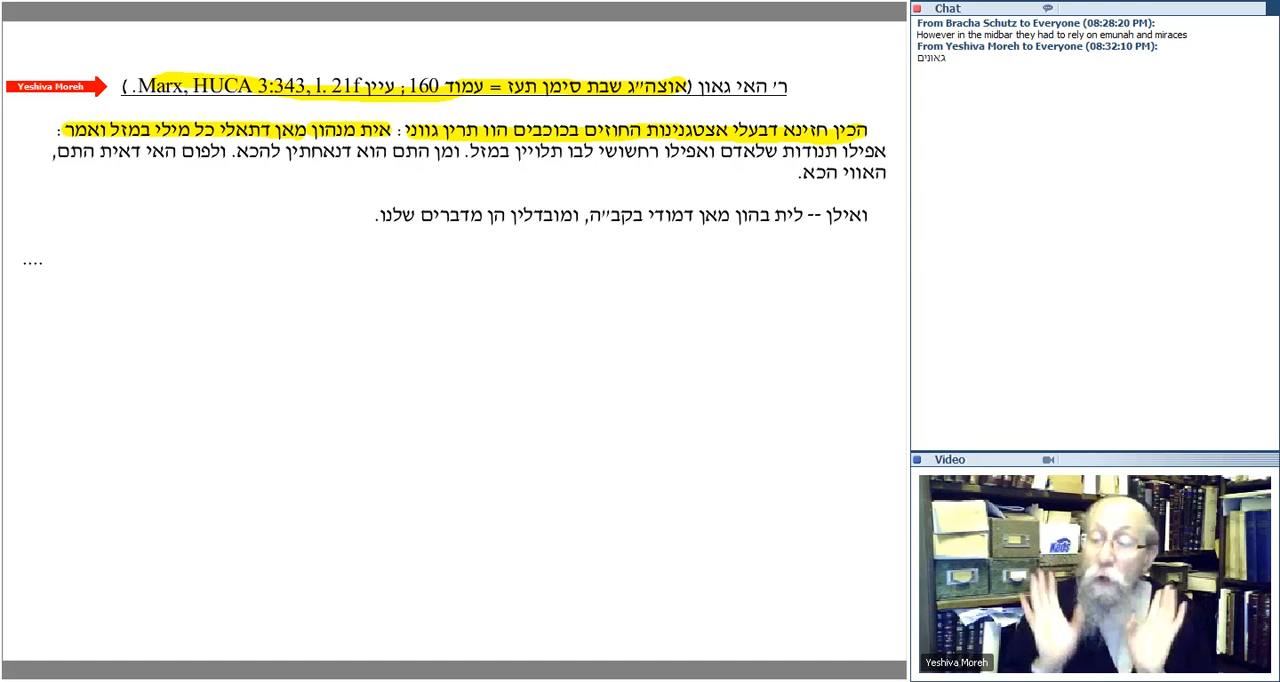 Yeshiva Moreh
ר' האי גאון (אוצה"ג שבת סימן תעז = עמוד 160 ; עיין Marx, HUCA 3:343, l. 21f. )
הכין חזינא דבעלי אצטגנינות החוזים בכוכבים הוו תרין גווני : אית מנהון מאן דתאלי כל מילי במזל ואמר :
אפילו תנודות שלאדם ואפילו רחשושי לבו תלויין במזל. ומן התם הוא דנאחתין להכא. ולפום האי דאית התם,
האווי הכא.
ואילן -- לית בהון מאן דמודי בקב"ה, ומובדלין הן מדברים שלנו.
....
Chat
From Bracha Schutz to Everyone (08:28:20 PM):
However in the midbar they had to rely on emunah and miraces
From Yeshiva Moreh to Everyone (08:32:10 PM):
גאונים
Video
Yeshiva Moreh